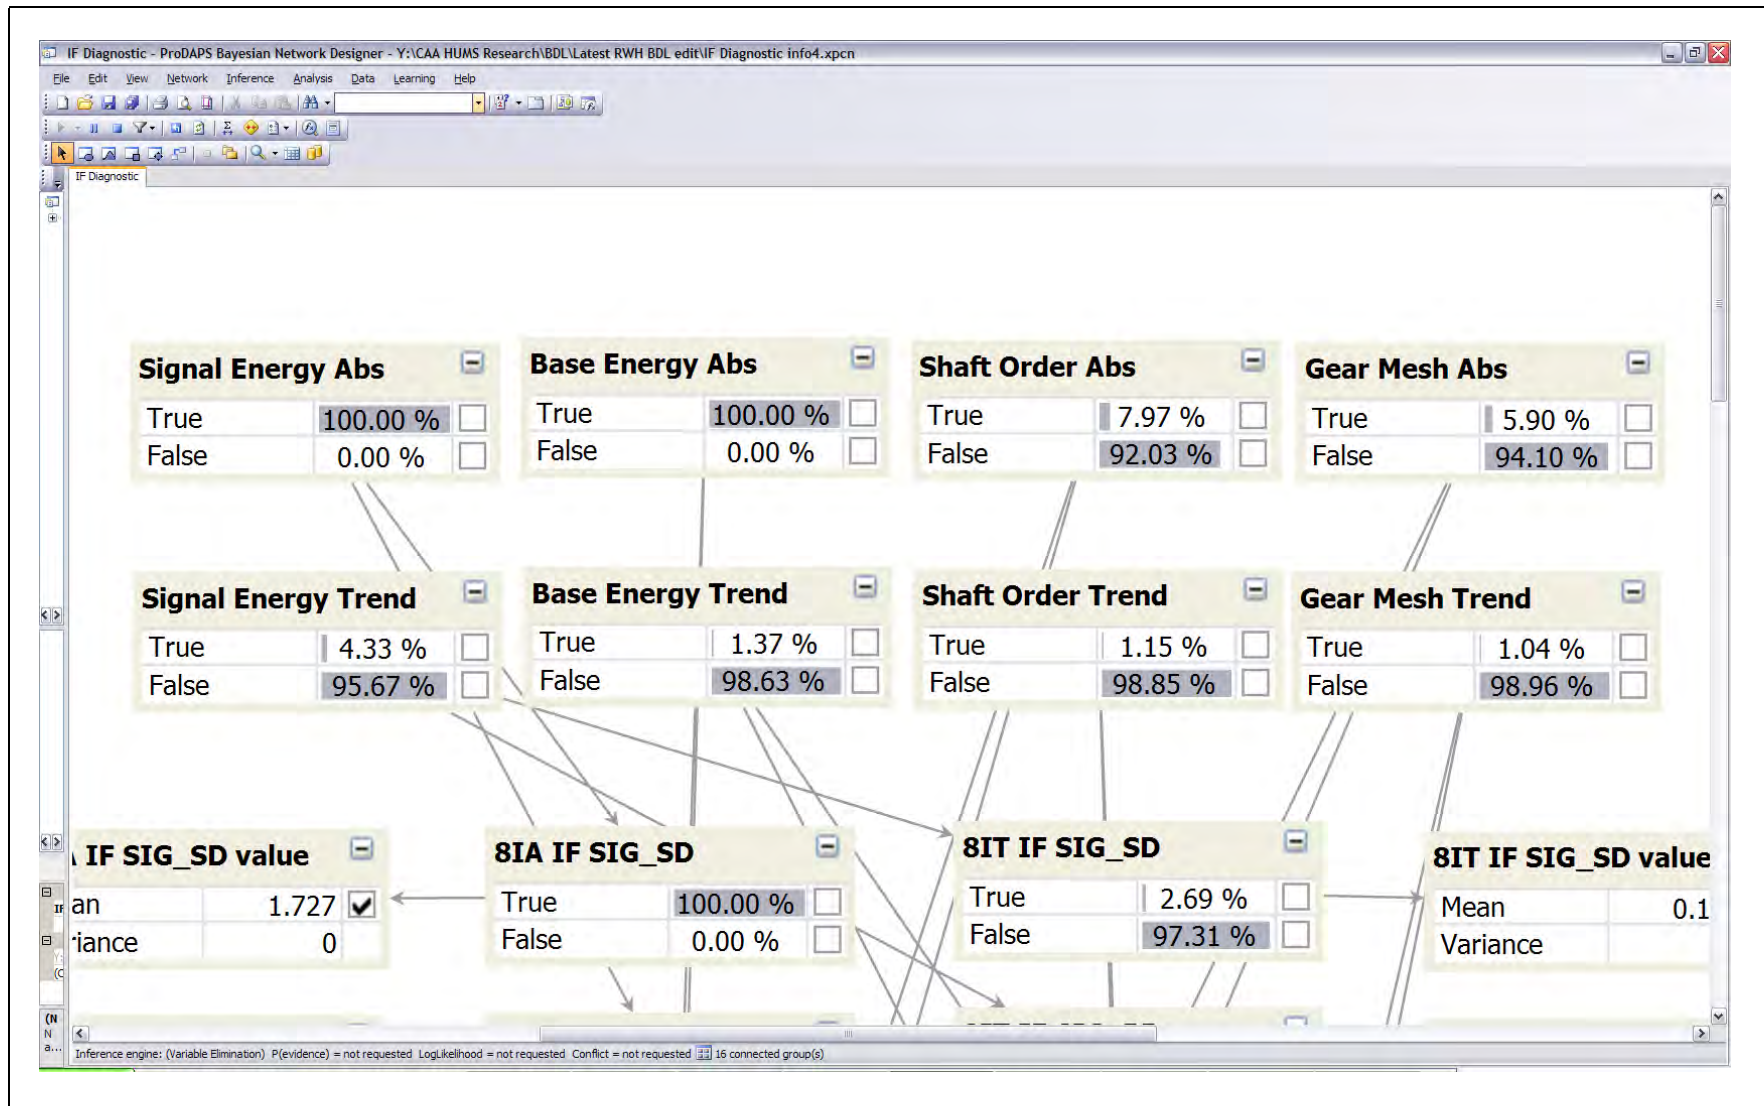 IF Diagnostic - ProDAPS Bayesian Network Designer - Y:\CAA HUMS Research\BDL\Latest RWH BDL edit\IF Diagnostic info4.xpcn
File Edit View Network Inference Analysis Data Learning Help
IF Diagnostic
Signal Energy Abs
True 100.00 %
False 0.00 %
Base Energy Abs
True 100.00 %
False 0.00 %
Shaft Order Abs
True 7.97 %
False 92.03 %
Gear Mesh Abs
True 5.90 %
False 94.10 %
Signal Energy Trend
True 4.33 %
False 95.67 %
Base Energy Trend
True 1.37 %
False 98.63 %
Shaft Order Trend
True 1.15 %
False 98.85 %
Gear Mesh Trend
True 1.04 %
False 98.96 %
IF SIG_SD value
an 1.727
iance 0
8IA IF SIG_SD
True 100.00 %
False 0.00 %
8IT IF SIG_SD
True 2.69 %
False 97.31 %
8IT IF SIG_SD value
Mean 0.1
Variance
IF
(N
N
a...
Inference engine: (Variable Elimination) P(evidence) = not requested LogLikelihood = not requested Conflict = not requested 16 connected group(s)